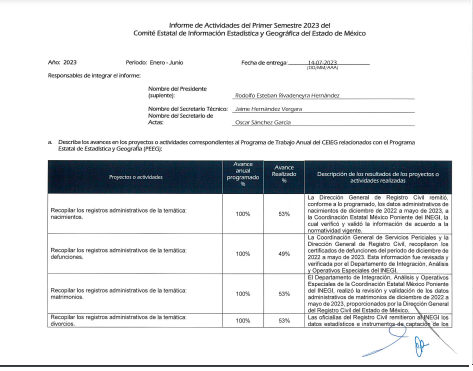 Informe de Actividades del Primer Semestre 2023 del
Comité Estatal de Información Estadística y Geográfica del Estado de México
Año: 2023 Período: Enero - Junio Fecha de entrega: 14-07-2023
(DD/MM/AAA)
Responsables de integrar el informe:
Nombre del Presidente
(suplente): Rodolfo Esteban Rivadeneyra Hernández
Nombre del Secretario Técnico: Jaime Hernández Vergara
Nombre del Secretario de
Actas: Oscar Sánchez García
a. Describe los avances en los proyectos o actividades correspondientes al Programa de Trabajo Anual del CEIEG relacionados con el Programa
Estatal de Estadística y Geografía (PEEG):
Proyectos o actividades
Avance
anual
programado
%
Avance
Realizado
%
Descripción de los resultados de los proyectos o
actividades realizadas
Recopilar los registros administrativos de la temática:
nacimientos.
100%
53%
La Dirección General de Registro Civil remitió,
conforme a lo programado, los datos administrativos de
nacimientos de diciembre de 2022 a mayo de 2023, a
la Coordinación Estatal México Poniente del INEGI, la
cual verificó y validó la información de acuerdo a la
normatividad vigente.
Recopilar los registros administrativos de la temática:
defunciones.
100%
49%
La Coordinación General de Servicios Periciales y la
Dirección General de Registro Civil, recopilaron los
certificados de defunciones del período de diciembre de
2022 a mayo de 2023. Esta información fue revisada y
verificada por el Departamento de Integración, Análisis
y Operativos Especiales del INEGI.
Recopilar los registros administrativos de la temática:
matrimonios.
100%
53%
El Departamento de Integración, Análisis y Operativos
Especiales de la Coordinación Estatal México Poniente
del INEGI, realizó la revisión y validación de los datos
administrativos de matrimonios de diciembre de 2022 a
mayo de 2023, proporcionados por la Dirección General
del Registro Civil del Estado de México.
Recopilar los registros administrativos de la temática:
divorcios.
100%
53%
Las oficialías del Registro Civil remitieron al INEGI los
datos estadísticos e instrumentos de captación de los